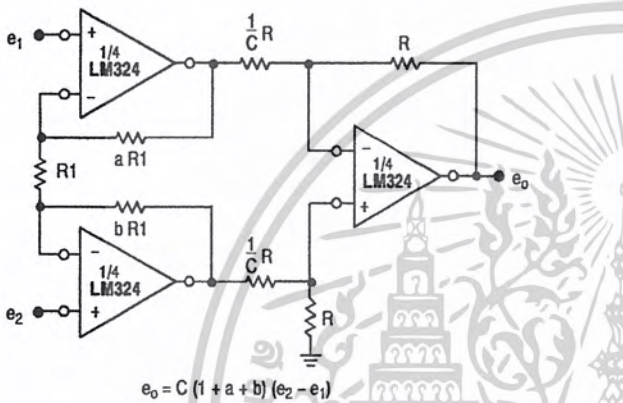 e1
+
1/4
LM324
−
1/C R
R
a R1
R1
b R1
−
1/4
LM324
+
e2
−
1/4
LM324
+
eo
1/C R
R
eo = C (1 + a + b) (e2 − e1)